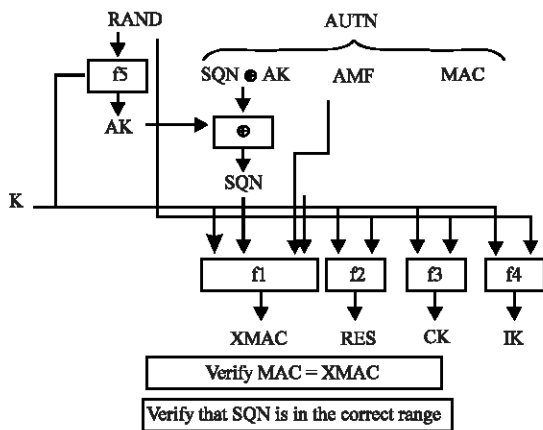 RAND
AUTN
f5
SQN ⊕ AK
AMF
MAC
AK
⊕
SQN
K
f1
f2
f3
f4
XMAC
RES
CK
IK
Verify MAC = XMAC
Verify that SQN is in the correct range